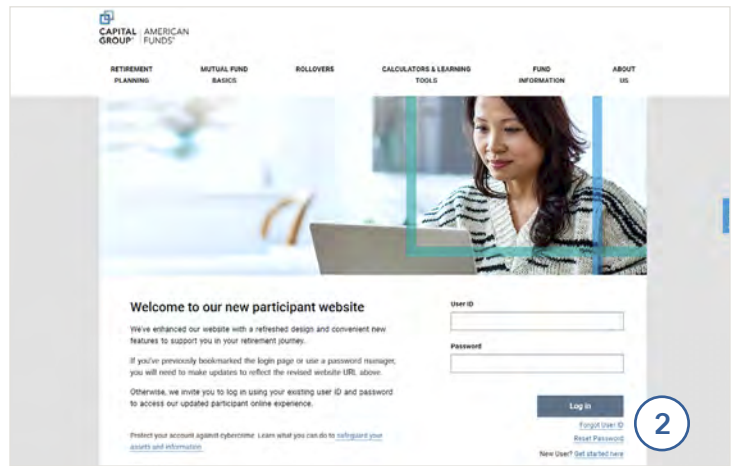 CAPITAL AMERICAN
GROUP® FUNDS®
RETIREMENT PLANNING
MUTUAL FUND BASICS
ROLLOVERS
CALCULATORS & LEARNING TOOLS
FUND INFORMATION
ABOUT US
Welcome to our new participant website
We've enhanced our website with a refreshed design and convenient new
features to support you in your retirement journey.
If you've previously bookmarked the login page or use a password manager,
you will need to make updates to reflect the revised website URL above.
Otherwise, we invite you to log in using your existing user ID and password
to access our updated participant online experience.
Protect your account against cybercrime. Learn what you can do to safeguard your
assets and information.
User ID
Password
Log in
Forgot User ID
Reset Password
New User? Get started here
2